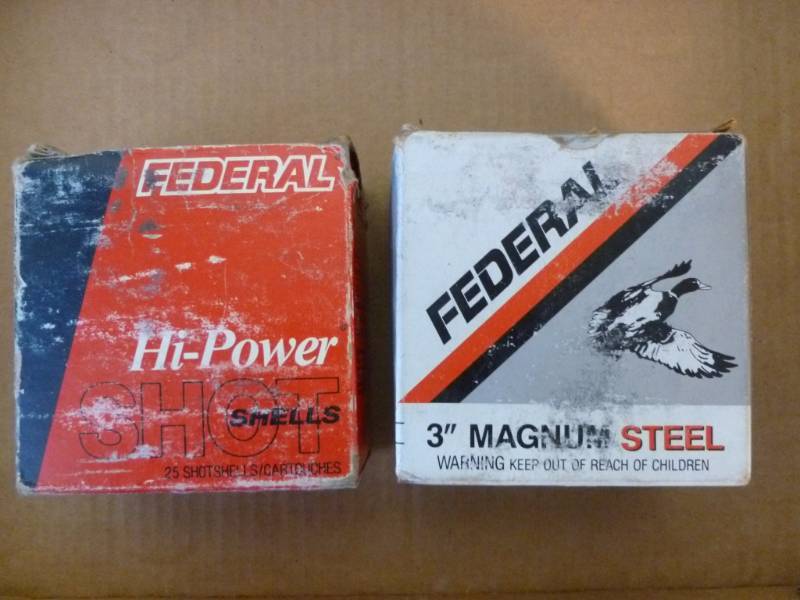 FEDERAL
Hi-Power
SHOT
SHELLS
25 SHOTSHELLS/CARTOUCHES
FEDERAL
3" MAGNUM STEEL
WARNING KEEP OUT OF REACH OF CHILDREN